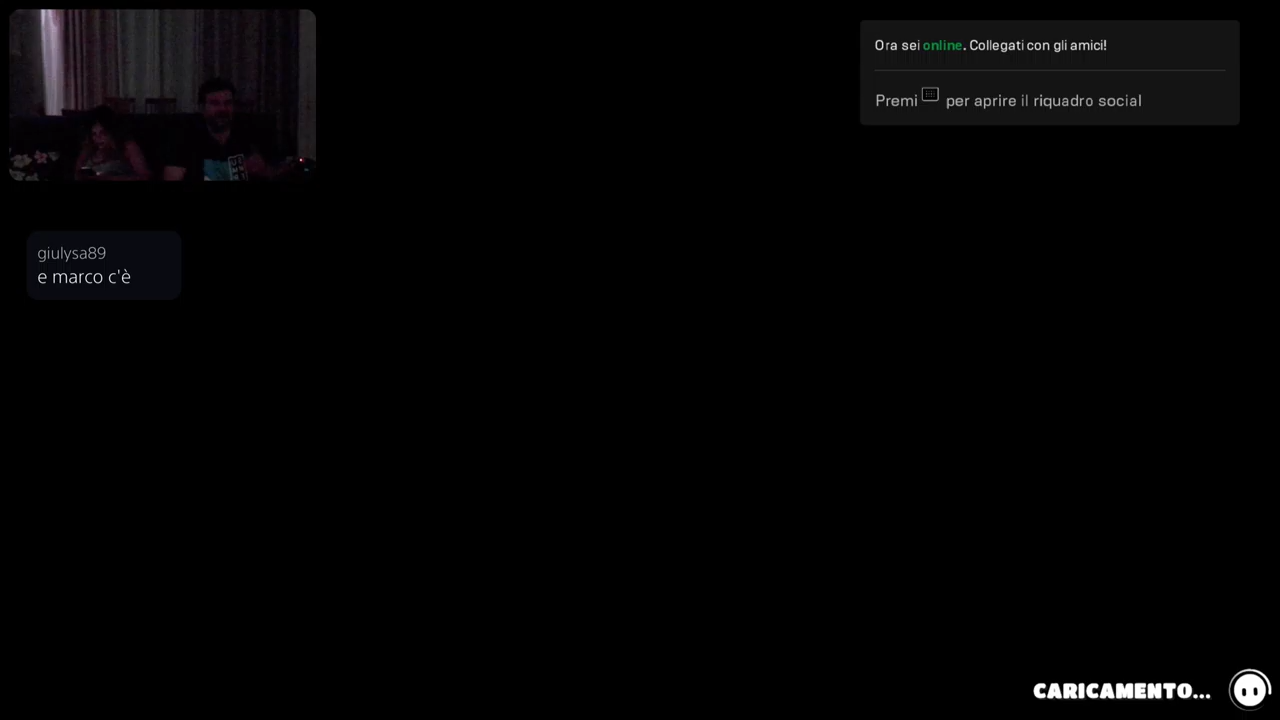 Ora sei online. Collegati con gli amici!
Premi per aprire il riquadro social
giulysa89
e marco c'è
CARICAMENTO...